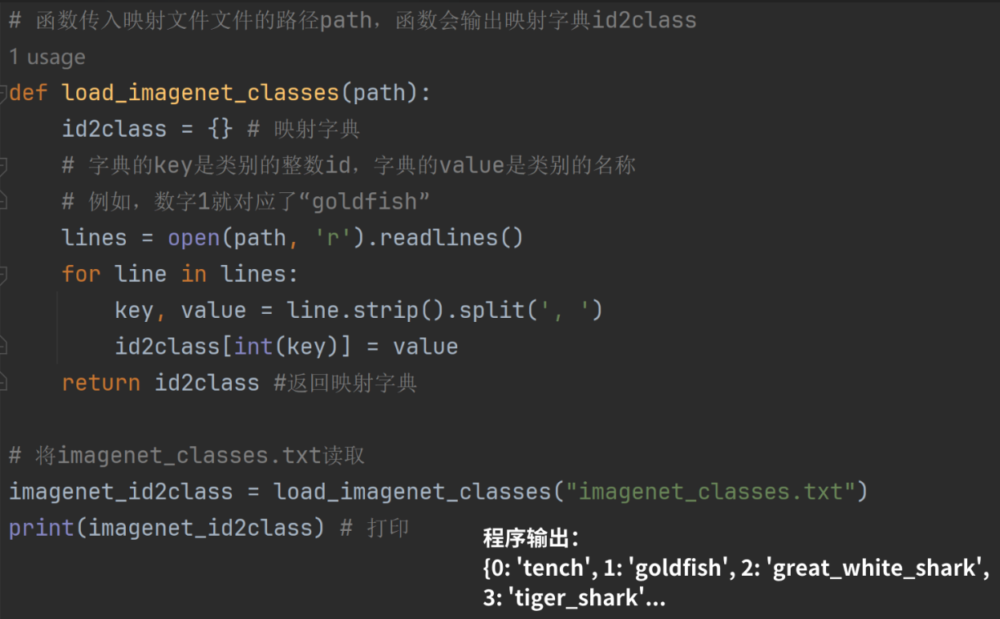 # 函数传入映射文件文件的路径path，函数会输出映射字典id2class
1 usage
def load_imagenet_classes(path):
    id2class = {} # 映射字典
    # 字典的key是类别的整数id，字典的value是类别的名称
    # 例如，数字1就对应了“goldfish”
    lines = open(path, 'r').readlines()
    for line in lines:
        key, value = line.strip().split(', ')
        id2class[int(key)] = value
    return id2class #返回映射字典
# 将imagenet_classes.txt读取
imagenet_id2class = load_imagenet_classes("imagenet_classes.txt")
print(imagenet_id2class) # 打印
程序输出：
{0: 'tench', 1: 'goldfish', 2: 'great_white_shark',
3: 'tiger_shark'...